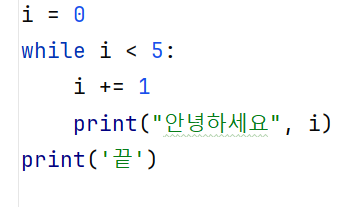 i = 0
while i < 5:
    i += 1
    print("안녕하세요", i)
print('끝')